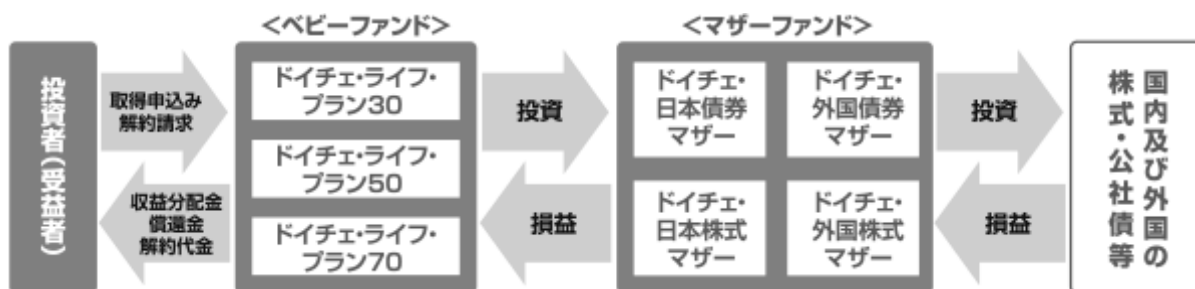 <ベビーファンド>
<マザーファンド>
投資者(受益者)
取得申込み
解約請求
収益分配金
償還金
解約代金
ドイチェ・ライフ・
プラン30
ドイチェ・ライフ・
プラン50
ドイチェ・ライフ・
プラン70
投資
損益
ドイチェ・
日本債券
マザー
ドイチェ・
外国債券
マザー
ドイチェ・
日本株式
マザー
ドイチェ・
外国株式
マザー
投資
損益
国内及び外国の
株式・公社債等